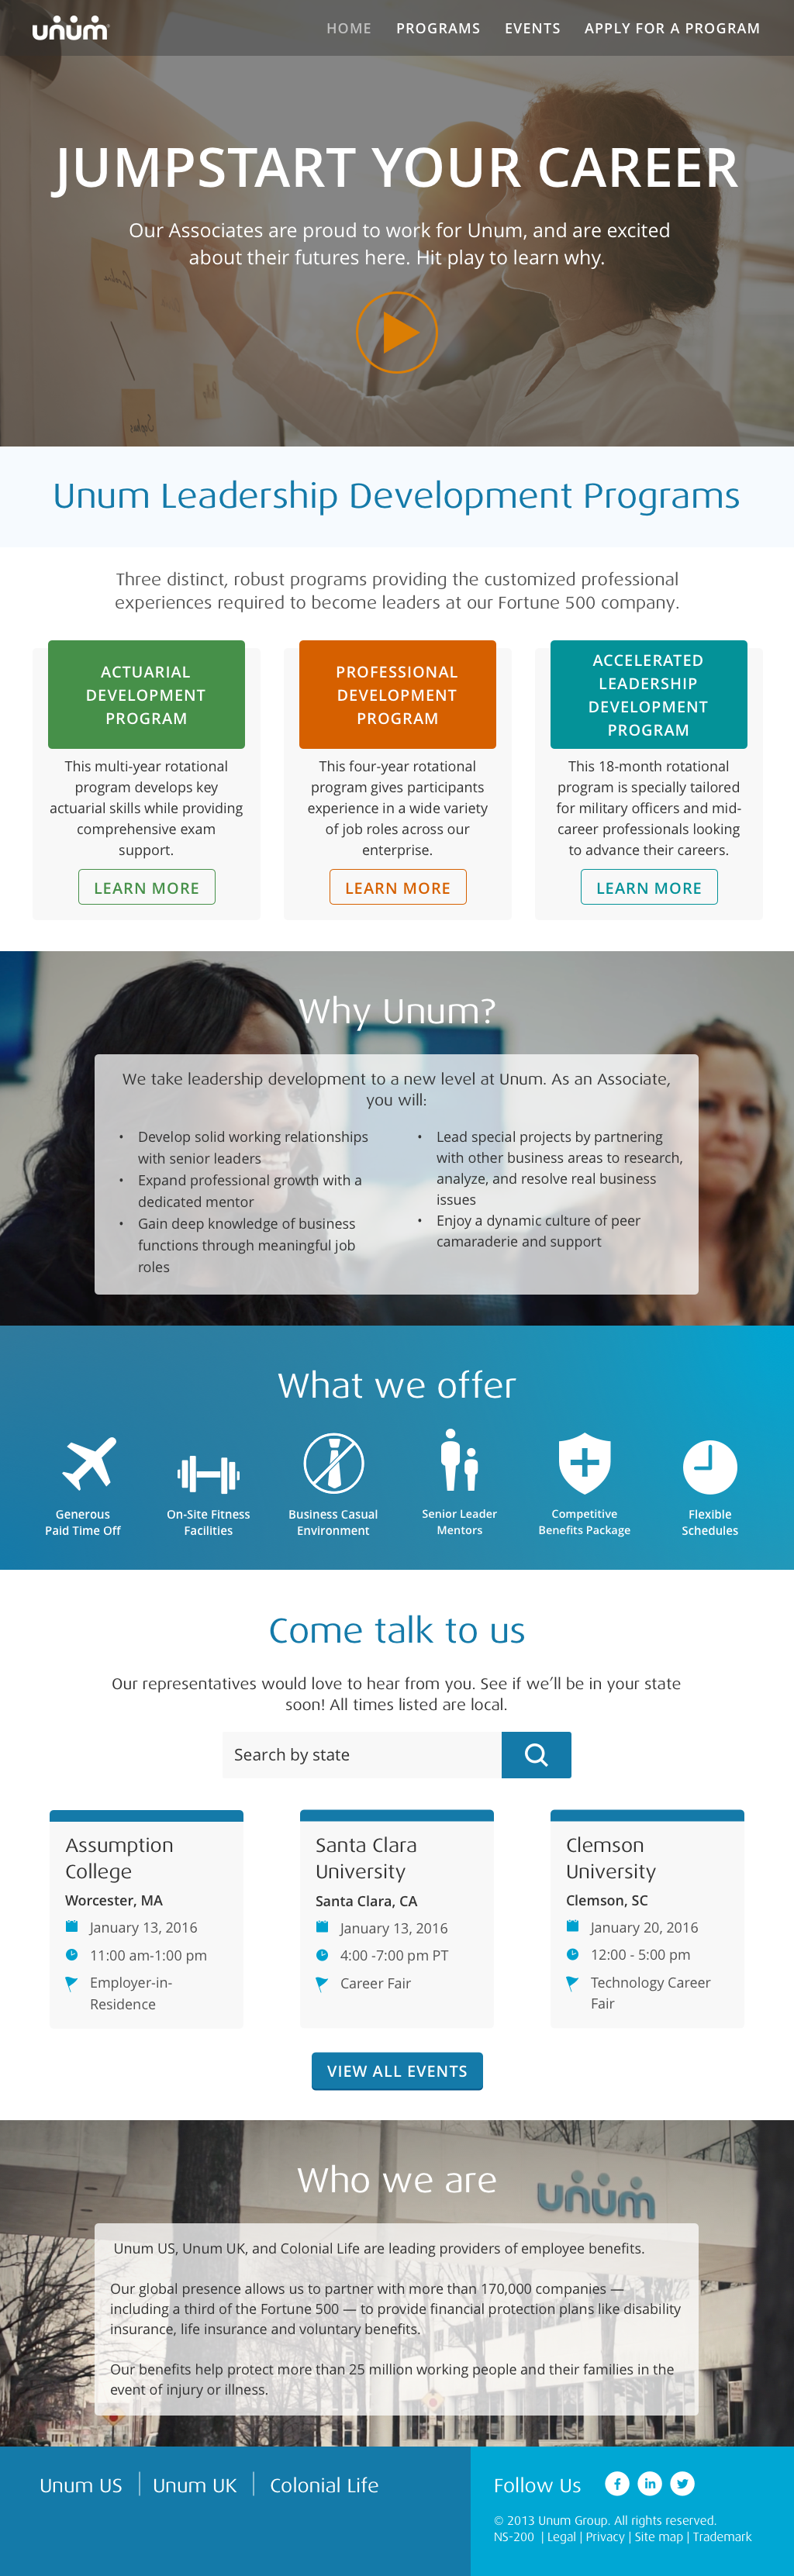 unum
HOME PROGRAMS EVENTS APPLY FOR A PROGRAM
JUMPSTART YOUR CAREER
Our Associates are proud to work for Unum, and are excited
about their futures here. Hit play to learn why.
Unum Leadership Development Programs
Three distinct, robust programs providing the customized professional
experiences required to become leaders at our Fortune 500 company.
ACTUARIAL
DEVELOPMENT
PROGRAM
This multi-year rotational
program develops key
actuarial skills while providing
comprehensive exam
support.
LEARN MORE
PROFESSIONAL
DEVELOPMENT
PROGRAM
This four-year rotational
program gives participants
experience in a wide variety
of job roles across our
enterprise.
LEARN MORE
ACCELERATED
LEADERSHIP
DEVELOPMENT
PROGRAM
This 18-month rotational
program is specially tailored
for military officers and mid-
career professionals looking
to advance their careers.
LEARN MORE
Why Unum?
We take leadership development to a new level at Unum. As an Associate,
you will:
• Develop solid working relationships
with senior leaders
• Expand professional growth with a
dedicated mentor
• Gain deep knowledge of business
functions through meaningful job
roles
• Lead special projects by partnering
with other business areas to research,
analyze, and resolve real business
issues
• Enjoy a dynamic culture of peer
camaraderie and support
What we offer
Generous
Paid Time Off
On-Site Fitness
Facilities
Business Casual
Environment
Senior Leader
Mentors
Competitive
Benefits Package
Flexible
Schedules
Come talk to us
Our representatives would love to hear from you. See if we'll be in your state
soon! All times listed are local.
Search by state
Assumption
College
Worcester, MA
January 13, 2016
11:00 am-1:00 pm
Employer-in-
Residence
Santa Clara
University
Santa Clara, CA
January 13, 2016
4:00 -7:00 pm PT
Career Fair
Clemson
University
Clemson, SC
January 20, 2016
12:00 - 5:00 pm
Technology Career
Fair
VIEW ALL EVENTS
Who we are
unum
Unum US, Unum UK, and Colonial Life are leading providers of employee benefits.
Our global presence allows us to partner with more than 170,000 companies —
including a third of the Fortune 500 — to provide financial protection plans like disability
insurance, life insurance and voluntary benefits.
Our benefits help protect more than 25 million working people and their families in the
event of injury or illness.
Unum US | Unum UK | Colonial Life
Follow Us f in
© 2013 Unum Group. All rights reserved.
NS-200 | Legal | Privacy | Site map | Trademark